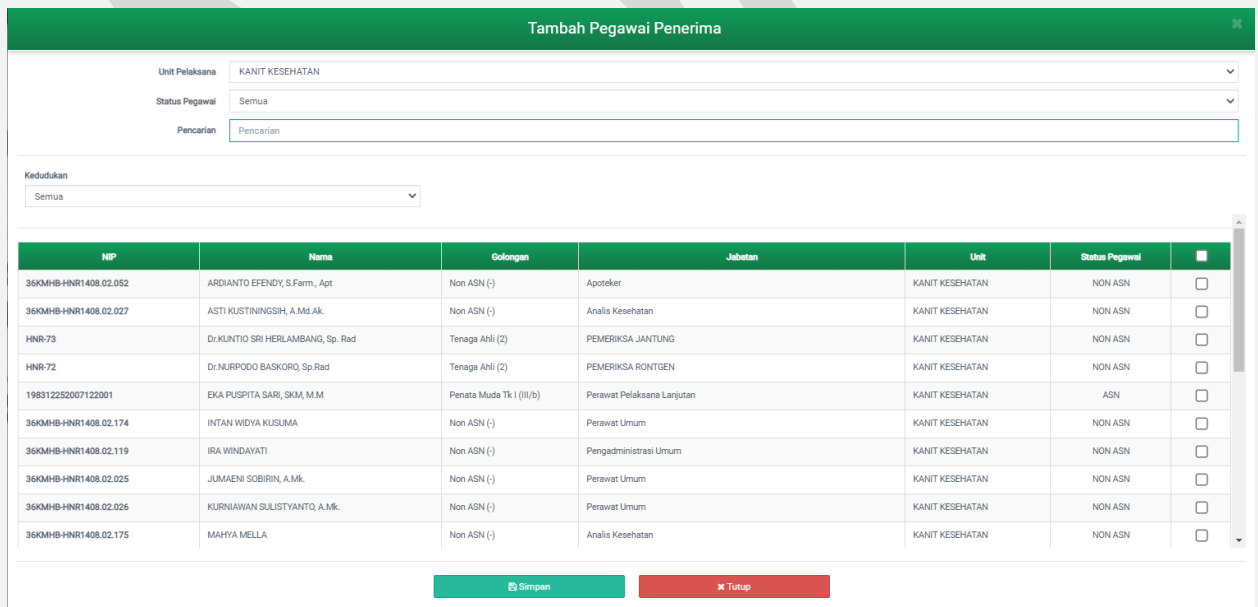 Tambah Pegawai Penerima
Unit Pelaksana KANIT KESEHATAN
Status Pegawai Semua
Pencarian Pencarian
Kedudukan
Semua
NIP Nama Golongan Jabatan Unit Status Pegawai
36KMHB-HNR1408.02.052 ARDIANTO EFENDY, S.Farm., Apt Non ASN (-) Apoteker KANIT KESEHATAN NON ASN
36KMHB-HNR1408.02.027 ASTI KUSTININGSIH, A.Md.Ak. Non ASN (-) Analis Kesehatan KANIT KESEHATAN NON ASN
HNR-73 Dr.KUNTIO SRI HERLAMBANG, Sp. Rad Tenaga Ahli (2) PEMERIKSA JANTUNG KANIT KESEHATAN NON ASN
HNR-72 Dr.NURPODO BASKORO, Sp.Rad Tenaga Ahli (2) PEMERIKSA RONTGEN KANIT KESEHATAN NON ASN
198312252007122001 EKA PUSPITA SARI, SKM, M.M Penata Muda Tk I (III/b) Perawat Pelaksana Lanjutan KANIT KESEHATAN ASN
36KMHB-HNR1408.02.174 INTAN WIDYA KUSUMA Non ASN (-) Perawat Umum KANIT KESEHATAN NON ASN
36KMHB-HNR1408.02.119 IRA WINDAYATI Non ASN (-) Pengadministrasi Umum KANIT KESEHATAN NON ASN
36KMHB-HNR1408.02.025 JUMAENI SOBIRIN, A.Mk. Non ASN (-) Perawat Umum KANIT KESEHATAN NON ASN
36KMHB-HNR1408.02.026 KURNIAWAN SULISTYANTO, A.Mk. Non ASN (-) Perawat Umum KANIT KESEHATAN NON ASN
36KMHB-HNR1408.02.175 MAHYA MELLA Non ASN (-) Analis Kesehatan KANIT KESEHATAN NON ASN
Simpan Tutup